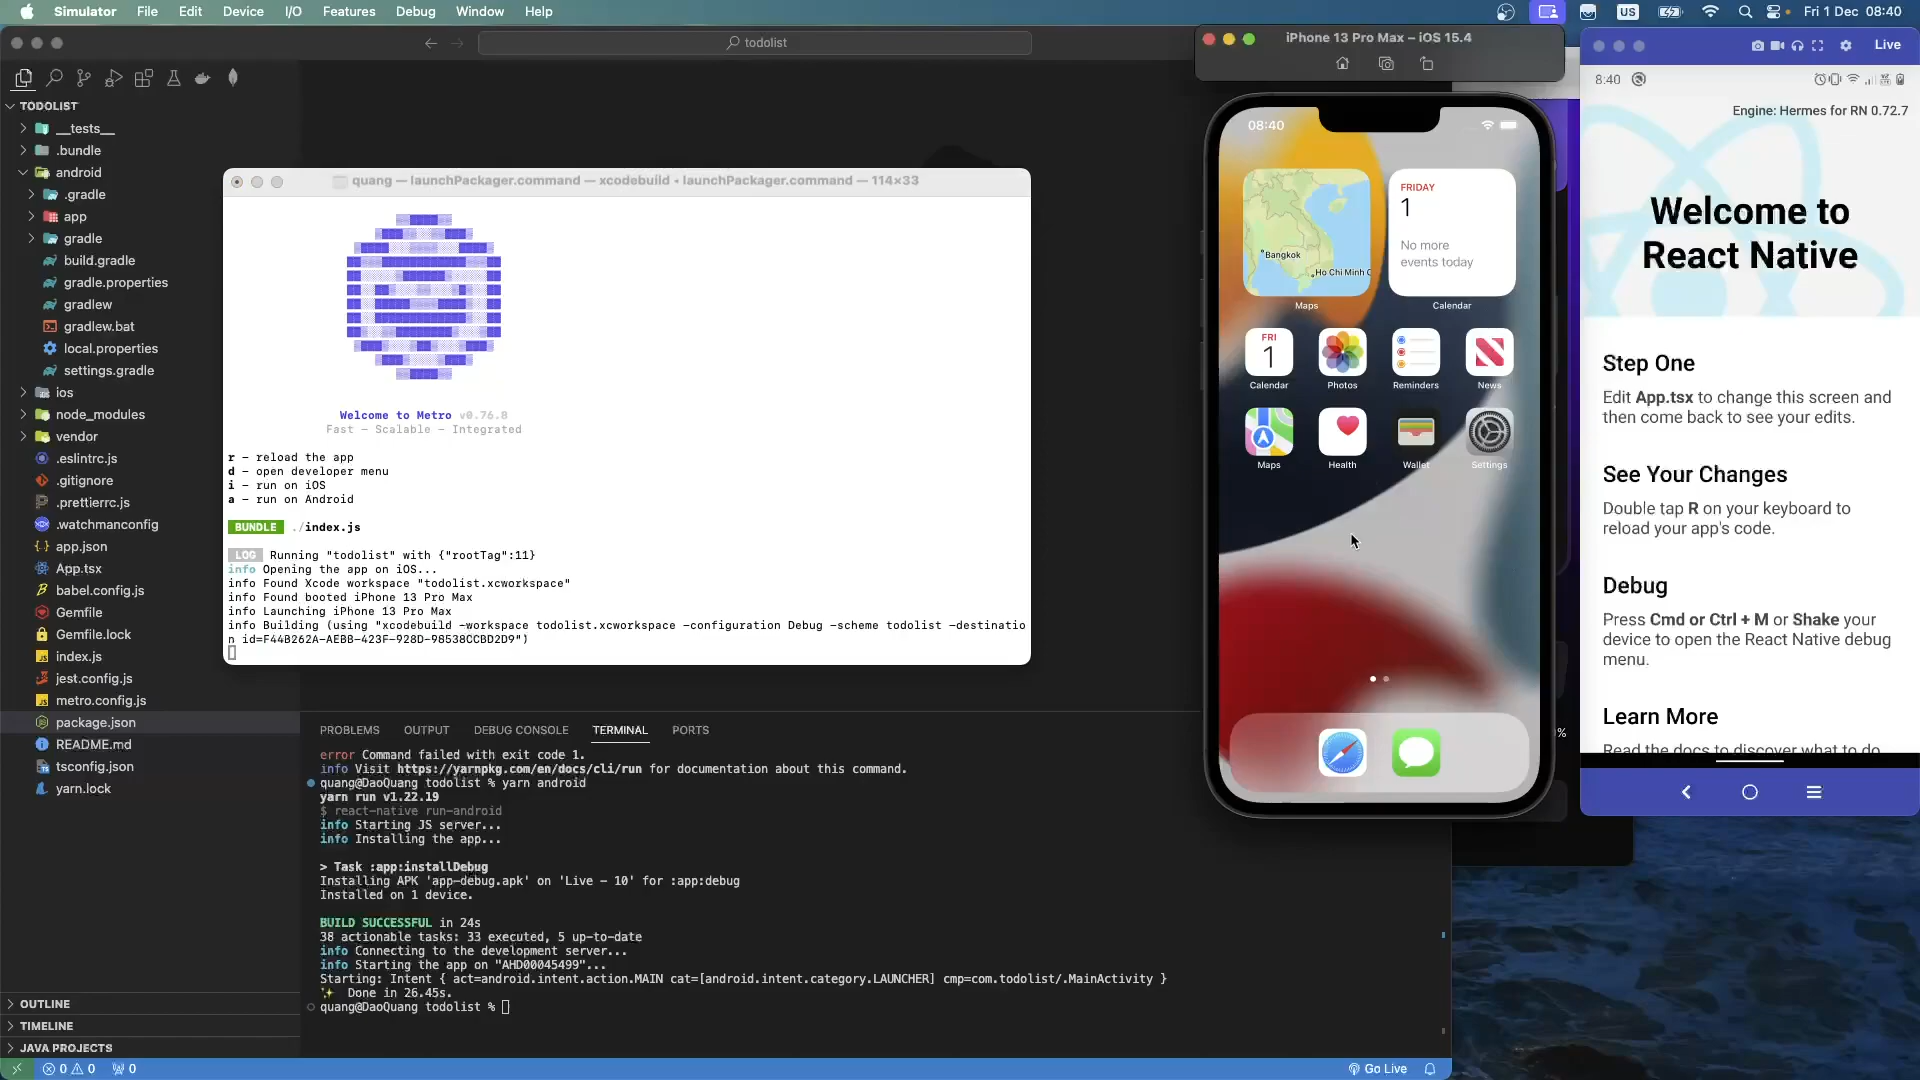 Simulator File Edit Device I/O Features Debug Window Help
US Fri 1 Dec 08:40
todolist
TODOLIST
__tests__
.bundle
android
.gradle
app
gradle
build.gradle
gradle.properties
gradlew
gradlew.bat
local.properties
settings.gradle
ios
node_modules
vendor
.eslintrc.js
.gitignore
.prettierrc.js
.watchmanconfig
app.json
App.tsx
babel.config.js
Gemfile
Gemfile.lock
index.js
jest.config.js
metro.config.js
package.json
README.md
tsconfig.json
yarn.lock
OUTLINE
TIMELINE
JAVA PROJECTS
0 0 0
Go Live
quang — launchPackager.command — xcodebuild • launchPackager.command — 114×33
Welcome to Metro v0.76.8
Fast - Scalable - Integrated
r - reload the app
d - open developer menu
i - run on iOS
a - run on Android
BUNDLE ./index.js
LOG Running "todolist" with {"rootTag":11}
info Opening the app on iOS...
info Found Xcode workspace "todolist.xcworkspace"
info Found booted iPhone 13 Pro Max
info Launching iPhone 13 Pro Max
info Building (using "xcodebuild -workspace todolist.xcworkspace -configuration Debug -scheme todolist -destinatio
n id=F44B262A-AEBB-423F-928D-98538CCBD2D9")
PROBLEMS OUTPUT DEBUG CONSOLE TERMINAL PORTS
error Command failed with exit code 1.
info Visit https://yarnpkg.com/en/docs/cli/run for documentation about this command.
quang@DaoQuang todolist % yarn android
yarn run v1.22.19
$ react-native run-android
info Starting JS server...
info Installing the app...
> Task :app:installDebug
Installing APK 'app-debug.apk' on 'Live - 10' for :app:debug
Installed on 1 device.
BUILD SUCCESSFUL in 24s
38 actionable tasks: 33 executed, 5 up-to-date
info Connecting to the development server...
info Starting the app on "AHD00045499"...
Starting: Intent { act=android.intent.action.MAIN cat=[android.intent.category.LAUNCHER] cmp=com.todolist/.MainActivity }
✨ Done in 26.45s.
quang@DaoQuang todolist %
iPhone 13 Pro Max – iOS 15.4
08:40
Bangkok
Ho Chi Minh C
Maps
FRIDAY
1
No more
events today
Calendar
FRI
1
Calendar Photos Reminders News
Maps Health Wallet Settings
%
Live
8:40
Engine: Hermes for RN 0.72.7
Welcome to
React Native
Step One
Edit App.tsx to change this screen and
then come back to see your edits.
See Your Changes
Double tap R on your keyboard to
reload your app's code.
Debug
Press Cmd or Ctrl + M or Shake your
device to open the React Native debug
menu.
Learn More
Read the docs to discover what to do